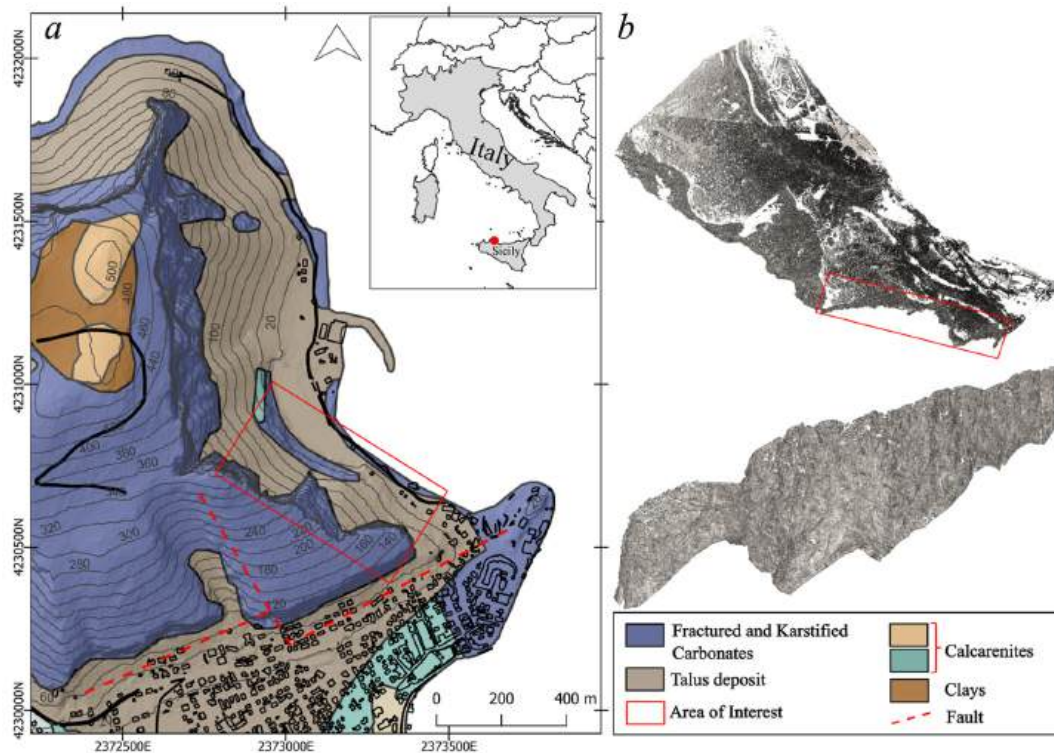 a
b
4232000N
4231500N
4231000N
4230500N
4230000N
2372500E
2373000E
2373500E
Italy
Sicily
500
480
460
440
400
380
360
320
300
280
240
200
180
160
140
100
20
20
60
0 200 400 m
Fractured and Karstified
Carbonates
Talus deposit
Area of Interest
Calcarenites
Clays
Fault